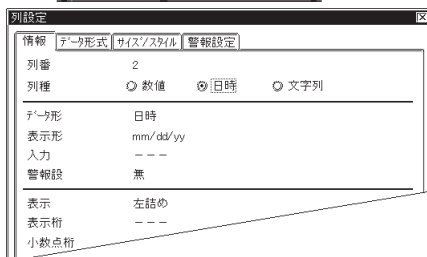 列設定
情報 ﾃﾞｰﾀ形式 ｻｲｽﾞ/ｽﾀｲﾙ 警報設定
列番 2
列種 数値 日時 文字列
ﾃﾞｰﾀ形 日時
表示形 mm/dd/yy
入力 ---
警報設 無
表示 左詰め
表示桁 ---
小数点桁